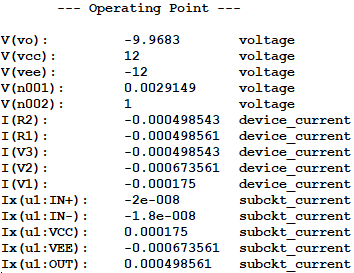 --- Operating Point ---
V(vo): -9.9683 voltage
V(vcc): 12 voltage
V(vee): -12 voltage
V(n001): 0.0029149 voltage
V(n002): 1 voltage
I(R2): -0.000498543 device_current
I(R1): -0.000498561 device_current
I(V3): -0.000498543 device_current
I(V2): -0.000673561 device_current
I(V1): -0.000175 device_current
Ix(u1:IN+): -2e-008 subckt_current
Ix(u1:IN-): -1.8e-008 subckt_current
Ix(u1:VCC): 0.000175 subckt_current
Ix(u1:VEE): -0.000673561 subckt_current
Ix(u1:OUT): 0.000498561 subckt_current